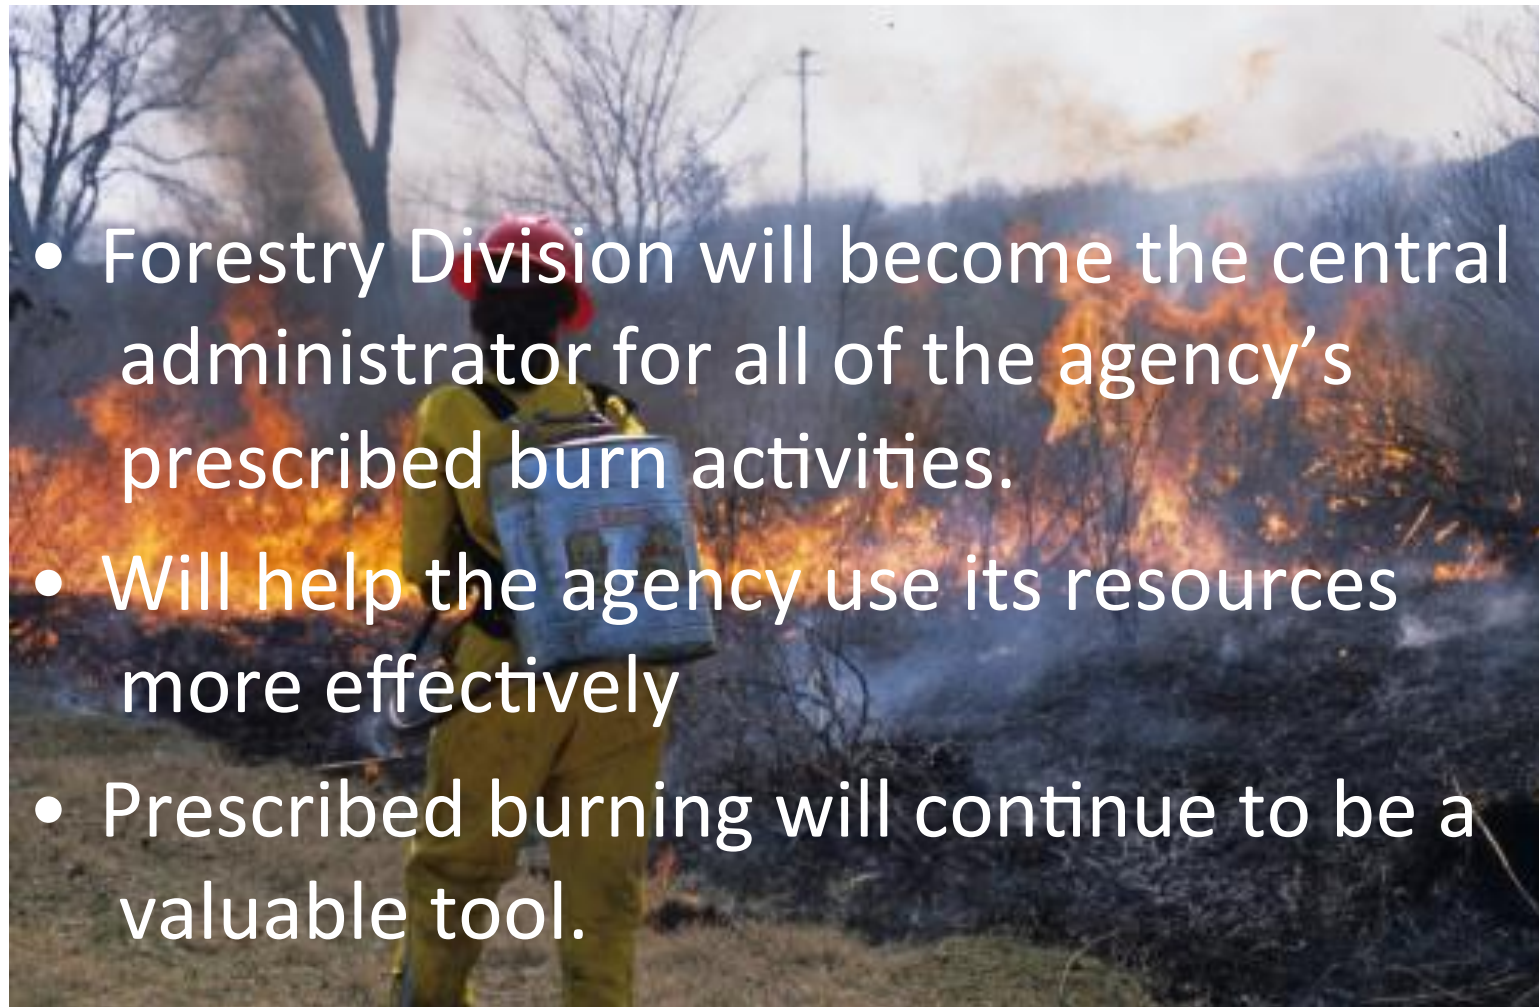 • Forestry Division will become the central
administrator for all of the agency’s
prescribed burn activities.
• Will help the agency use its resources
more effectively
• Prescribed burning will continue to be a
valuable tool.